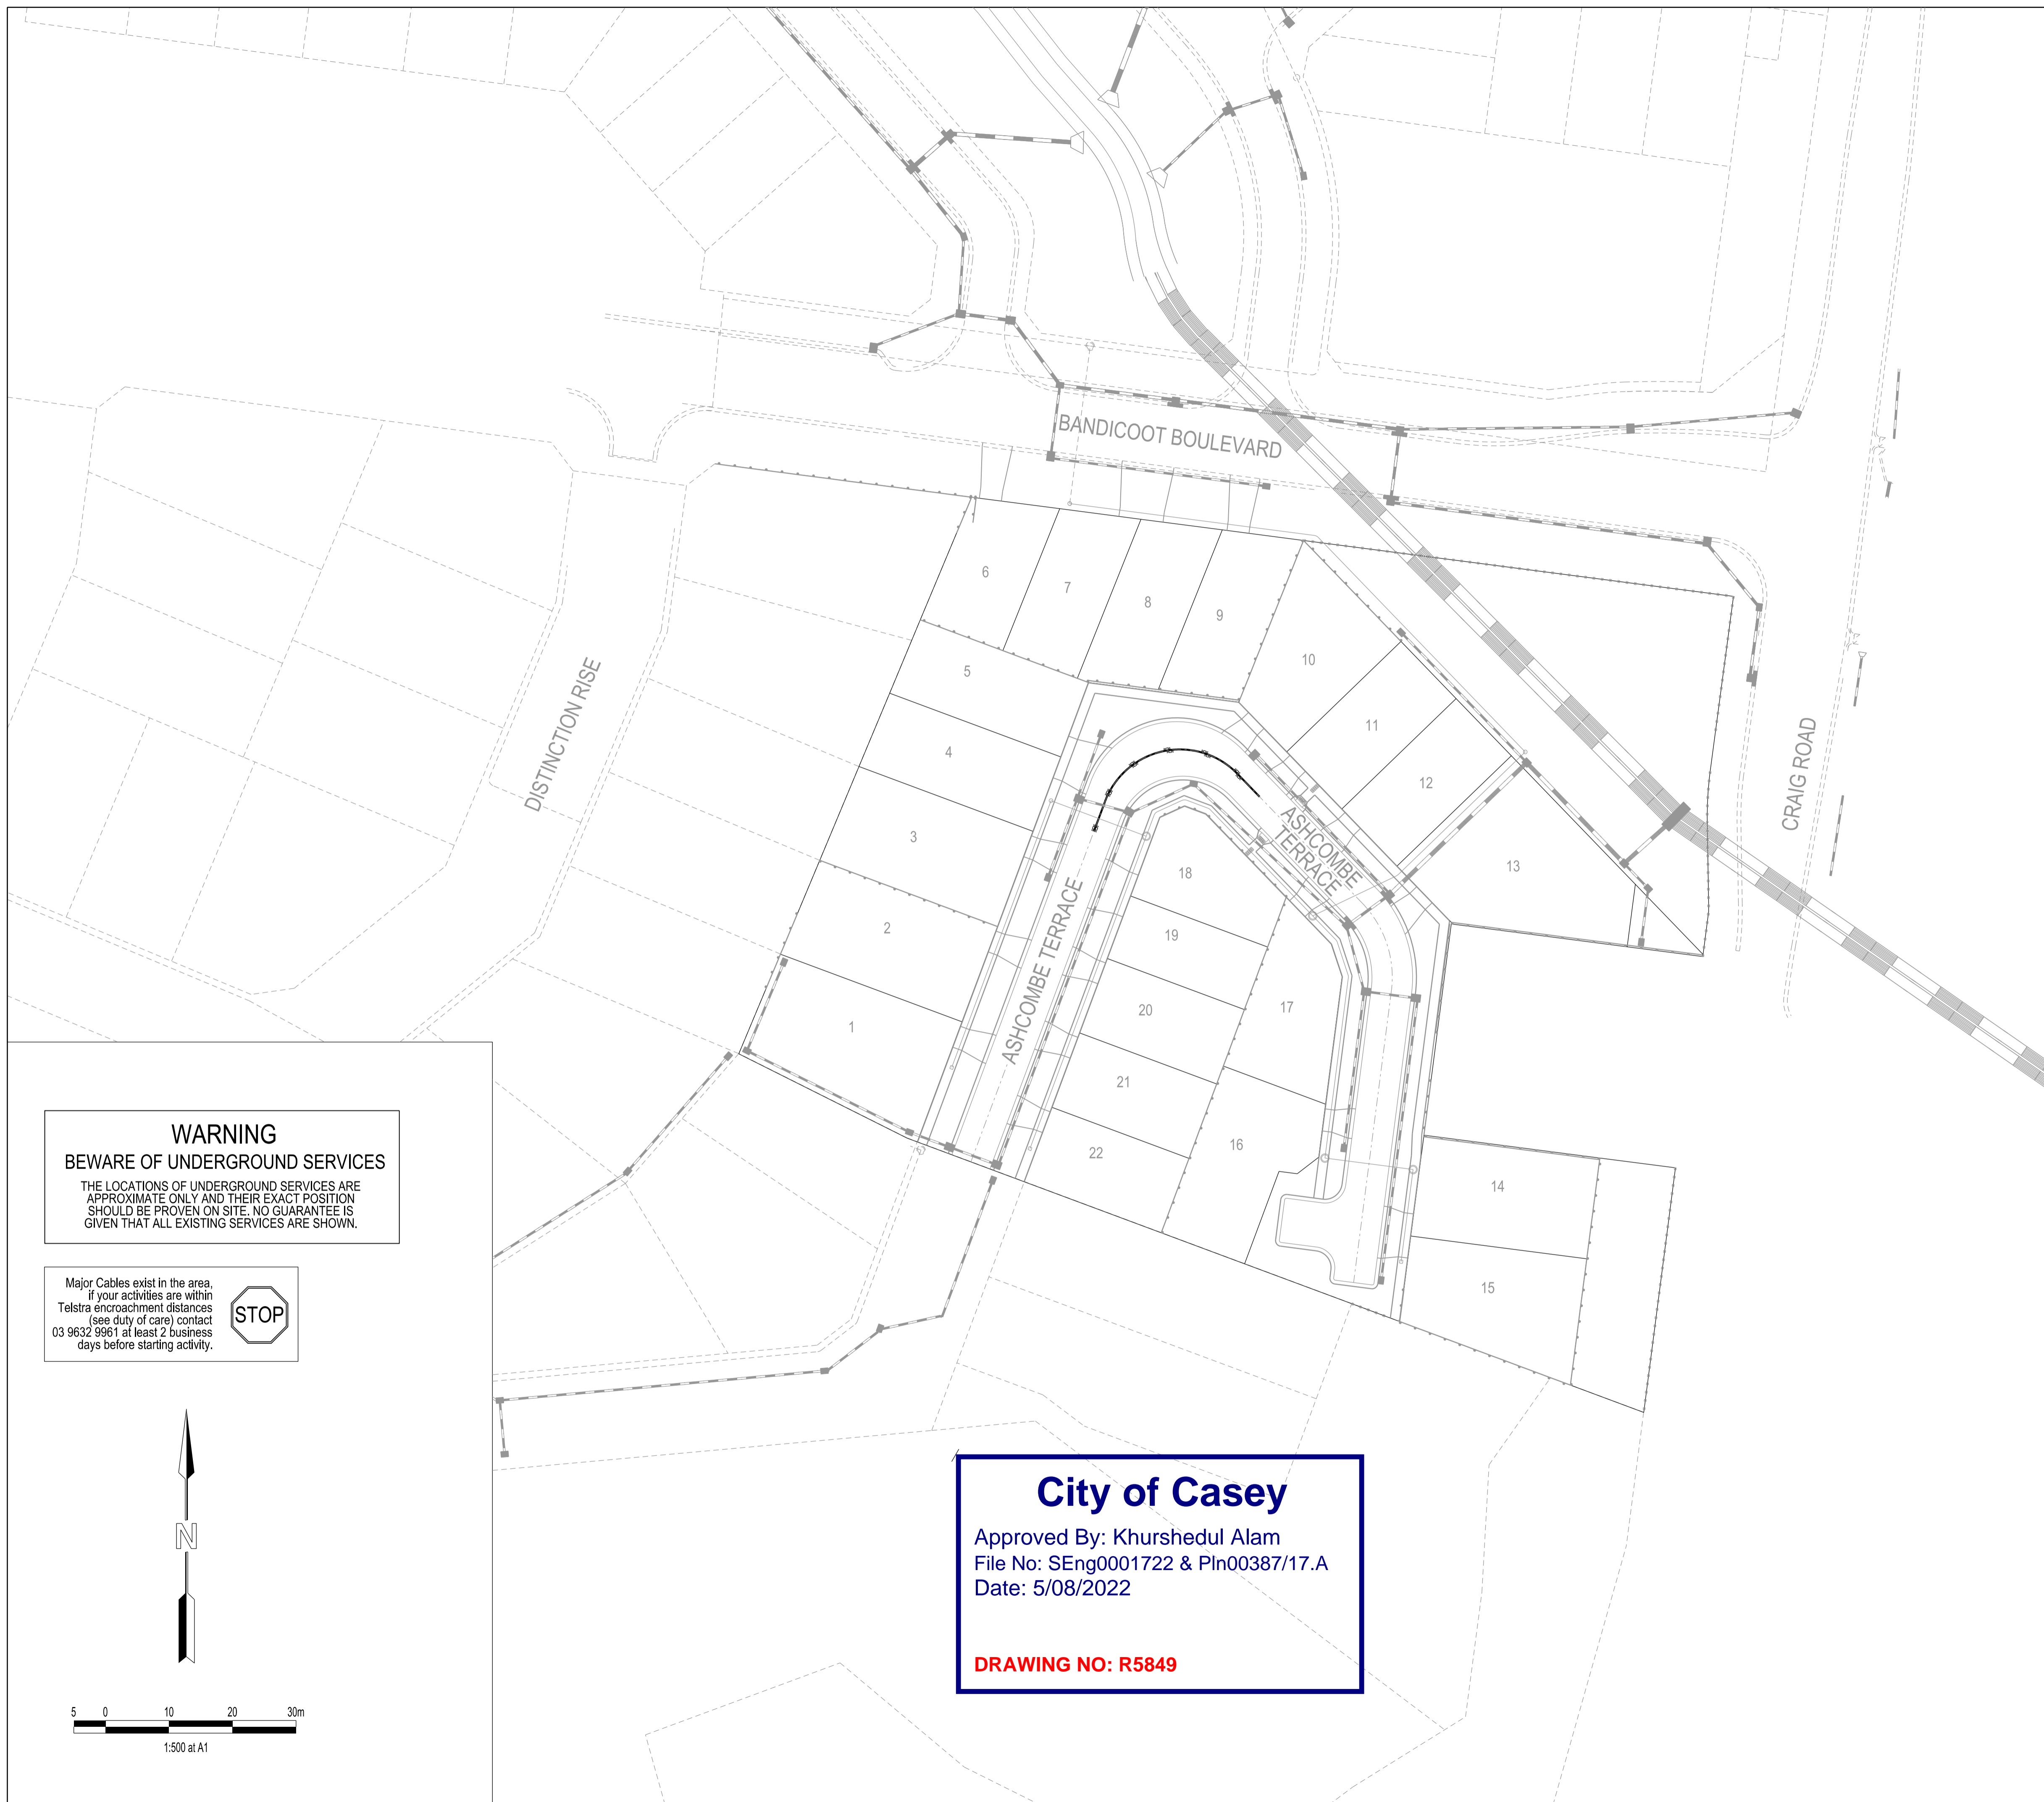 BANDICOOT BOULEVARD
6
7
8
9
10
5
11
4
12
DISTINCTION RISE
CRAIG ROAD
3
ASHCOMBE
TERRACE
13
18
2
19
ASHCOMBE TERRACE
1
20
17
21
16
22
14
15
WARNING
BEWARE OF UNDERGROUND SERVICES
THE LOCATIONS OF UNDERGROUND SERVICES ARE
APPROXIMATE ONLY AND THEIR EXACT POSITION
SHOULD BE PROVEN ON SITE. NO GUARANTEE IS
GIVEN THAT ALL EXISTING SERVICES ARE SHOWN.
Major Cables exist in the area,
if your activities are within
Telstra encroachment distances
(see duty of care) contact
03 9632 9961 at least 2 business
days before starting activity.
STOP
N
5 0 10 20 30m
1:500 at A1
City of Casey
Approved By: Khurshedul Alam
File No: SEng0001722 & Pln00387/17.A
Date: 5/08/2022
DRAWING NO: R5849